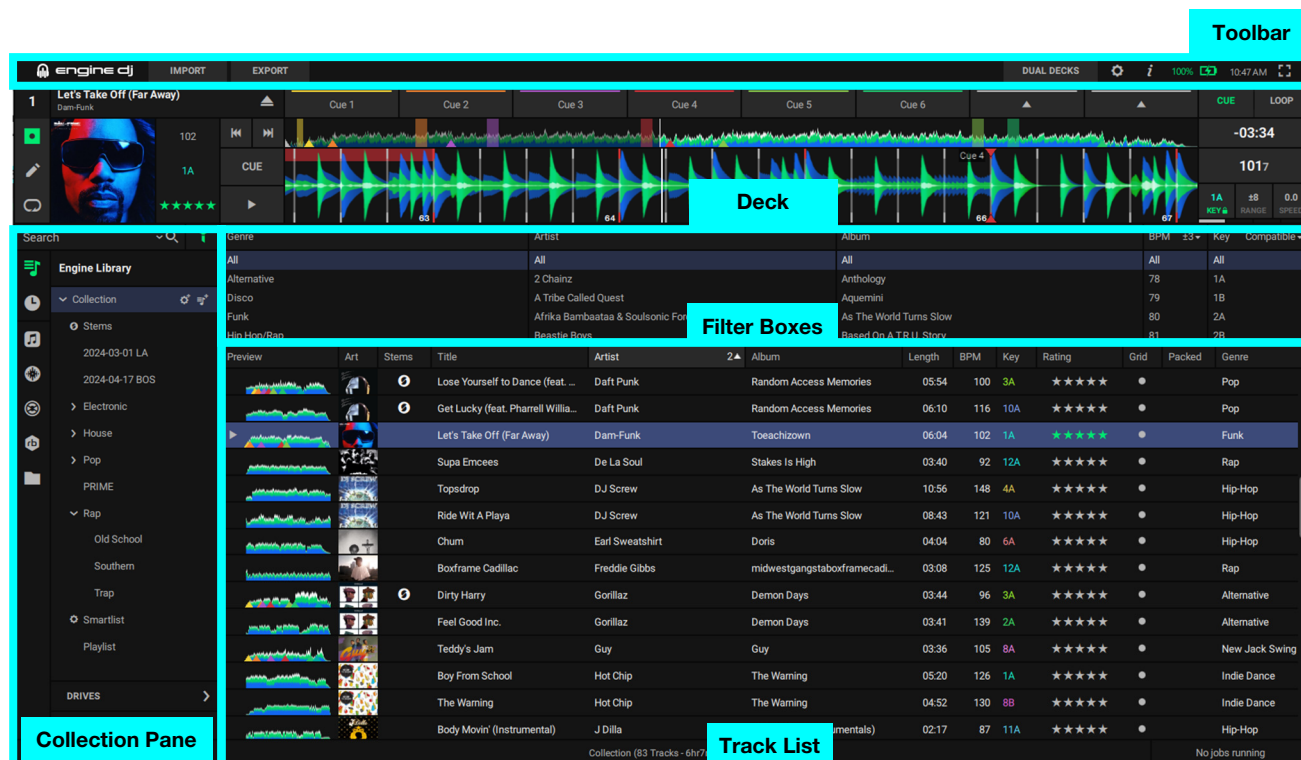 Toolbar
engine dj IMPORT EXPORT DUAL DECKS i 100% 10:47 AM
1 Let's Take Off (Far Away) Cue 1 Cue 2 Cue 3 Cue 4 Cue 5 Cue 6 CUE LOOP
Dam-Funk
102 -03:34
1A CUE Cue 4 1017
Deck
63 64 66 67 1A ±8 0.0
KEY RANGE SPEED
Search Genre Artist Album BPM ±3 Key Compatible
Engine Library All All All All All
Alternative 2 Chainz Anthology 78 1A
Collection Disco A Tribe Called Quest Aquemini 79 1B
Stems Funk Afrika Bambaataa & Soulsonic For As The World Turns Slow 80 2A
Filter Boxes
Hip Hop/Rap Beastie Boys Based On A T.R.U. Story 81 2B
Preview Art Stems Title Artist 2 Album Length BPM Key Rating Grid Packed Genre
2024-03-01 LA
2024-04-17 BOS
Electronic
House
Pop
PRIME
Rap
Old School
Southern
Trap
Smartlist
Playlist
DRIVES
Collection Pane
Lose Yourself to Dance (feat. ... Daft Punk Random Access Memories 05:54 100 3A ★★★★★ Pop
Get Lucky (feat. Pharrell Willia... Daft Punk Random Access Memories 06:10 116 10A ★★★★★ Pop
Let's Take Off (Far Away) Dam-Funk Toeachizown 06:04 102 1A ★★★★★ Funk
Supa Emcees De La Soul Stakes Is High 03:40 92 12A ★★★★★ Rap
Topsdrop DJ Screw As The World Turns Slow 10:56 148 4A ★★★★★ Hip-Hop
Ride Wit A Playa DJ Screw As The World Turns Slow 08:43 121 10A ★★★★★ Hip-Hop
Chum Earl Sweatshirt Doris 04:04 80 6A ★★★★★ Hip-Hop
Boxframe Cadillac Freddie Gibbs midwestgangstaboxframecadi... 03:08 125 12A ★★★★★ Rap
Dirty Harry Gorillaz Demon Days 03:44 96 3A ★★★★★ Alternative
Feel Good Inc. Gorillaz Demon Days 03:41 139 2A ★★★★★ Alternative
Teddy's Jam Guy Guy 03:36 105 8A ★★★★★ New Jack Swing
Boy From School Hot Chip The Warning 05:20 126 1A ★★★★★ Indie Dance
The Warning Hot Chip The Warning 04:52 130 8B ★★★★★ Indie Dance
Body Movin' (Instrumental) J Dilla umentals) 02:17 87 11A ★★★★★ Hip-Hop
Track List
Collection (83 Tracks - 6hr7 No jobs running